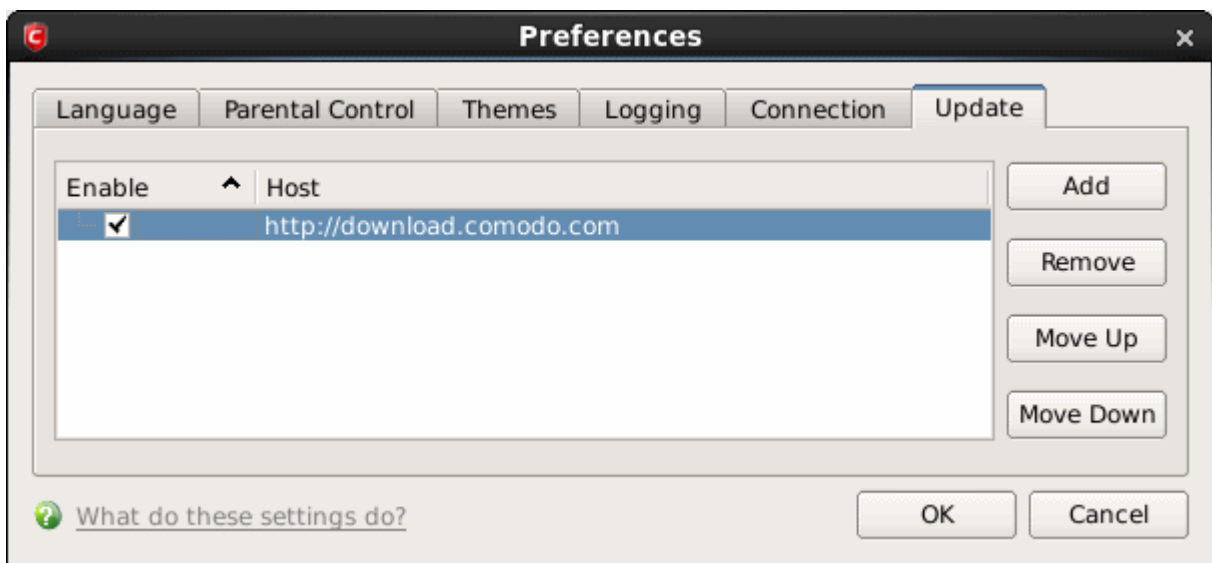 Preferences
Language Parental Control Themes Logging Connection Update
Enable Host
http://download.comodo.com
Add
Remove
Move Up
Move Down
What do these settings do?
OK Cancel